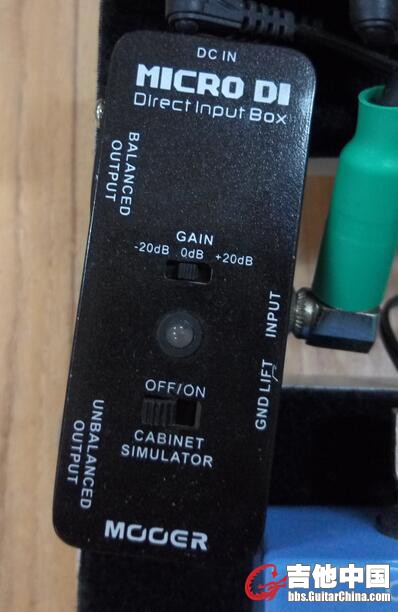 DC IN
MICRO DI
Direct Input Box
BALANCED
OUTPUT
GAIN
-20dB 0dB +20dB
INPUT
GND LIFT
OFF/ON
CABINET
SIMULATOR
UNBALANCED
OUTPUT
MOOER
吉他中国
bbs.GuitarChina.com